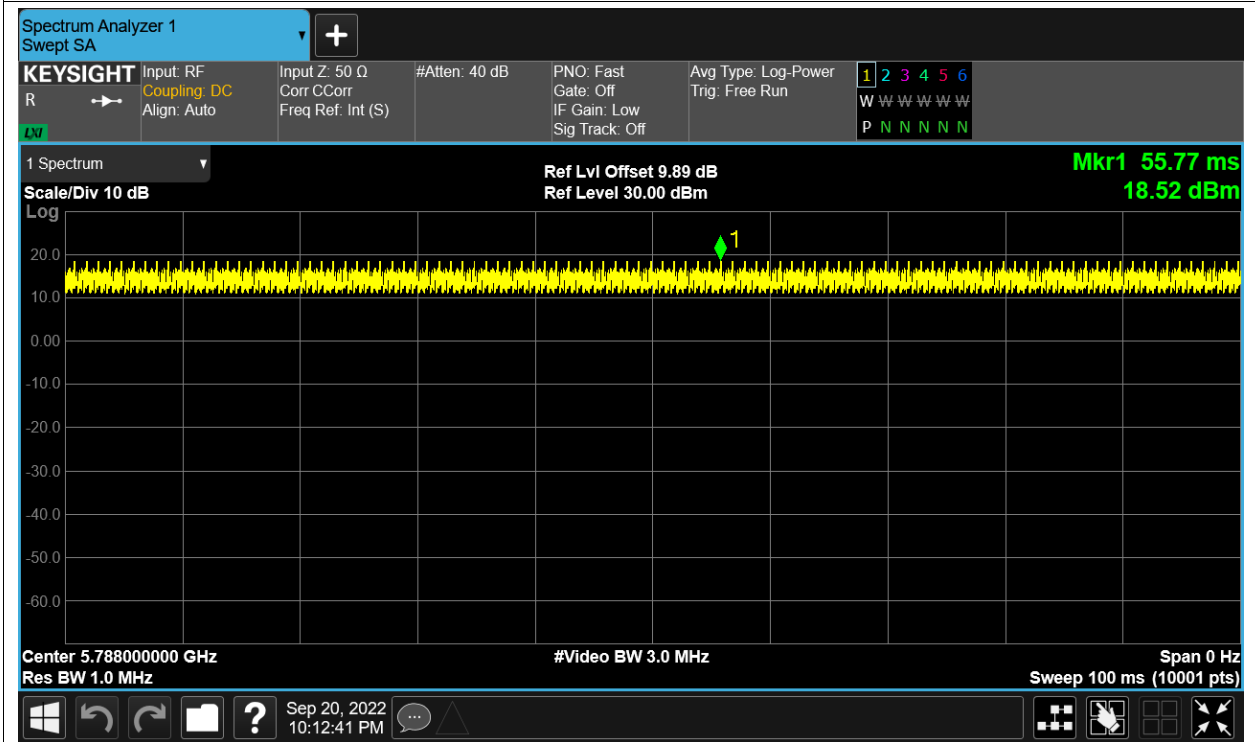 Spectrum Analyzer 1
Swept SA
KEYSIGHT
R
LXI
Input: RF
Coupling: DC
Align: Auto
Input Z: 50 Ω
Corr CCorr
Freq Ref: Int (S)
#Atten: 40 dB
PNO: Fast
Gate: Off
IF Gain: Low
Sig Track: Off
Avg Type: Log-Power
Trig: Free Run
1 2 3 4 5 6
W W W W W W
P N N N N N
1 Spectrum
Scale/Div 10 dB
Ref Lvl Offset 9.89 dB
Ref Level 30.00 dBm
Mkr1 55.77 ms
18.52 dBm
Log
1
20.0
10.0
0.00
-10.0
-20.0
-30.0
-40.0
-50.0
-60.0
Center 5.788000000 GHz
Res BW 1.0 MHz
#Video BW 3.0 MHz
Span 0 Hz
Sweep 100 ms (10001 pts)
?
Sep 20, 2022
10:12:41 PM